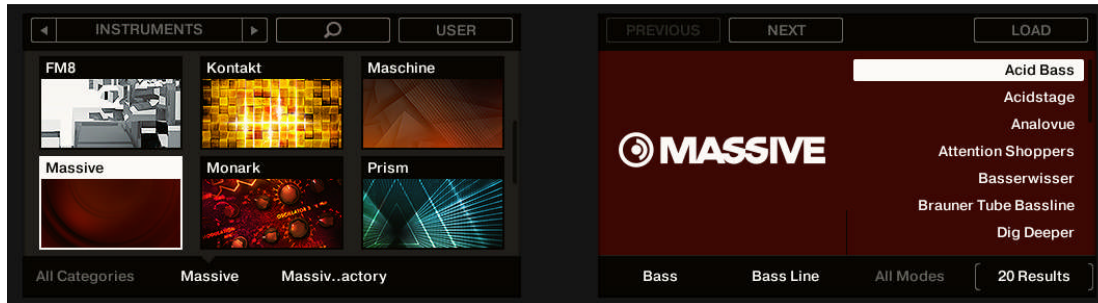 INSTRUMENTS
USER
FM8
Kontakt
Maschine
Massive
Monark
Prism
All Categories
Massive
Massiv..actory
PREVIOUS
NEXT
LOAD
MASSIVE
Acid Bass
Acidstage
Analovue
Attention Shoppers
Basserwisser
Brauner Tube Bassline
Dig Deeper
Bass
Bass Line
All Modes
20 Results